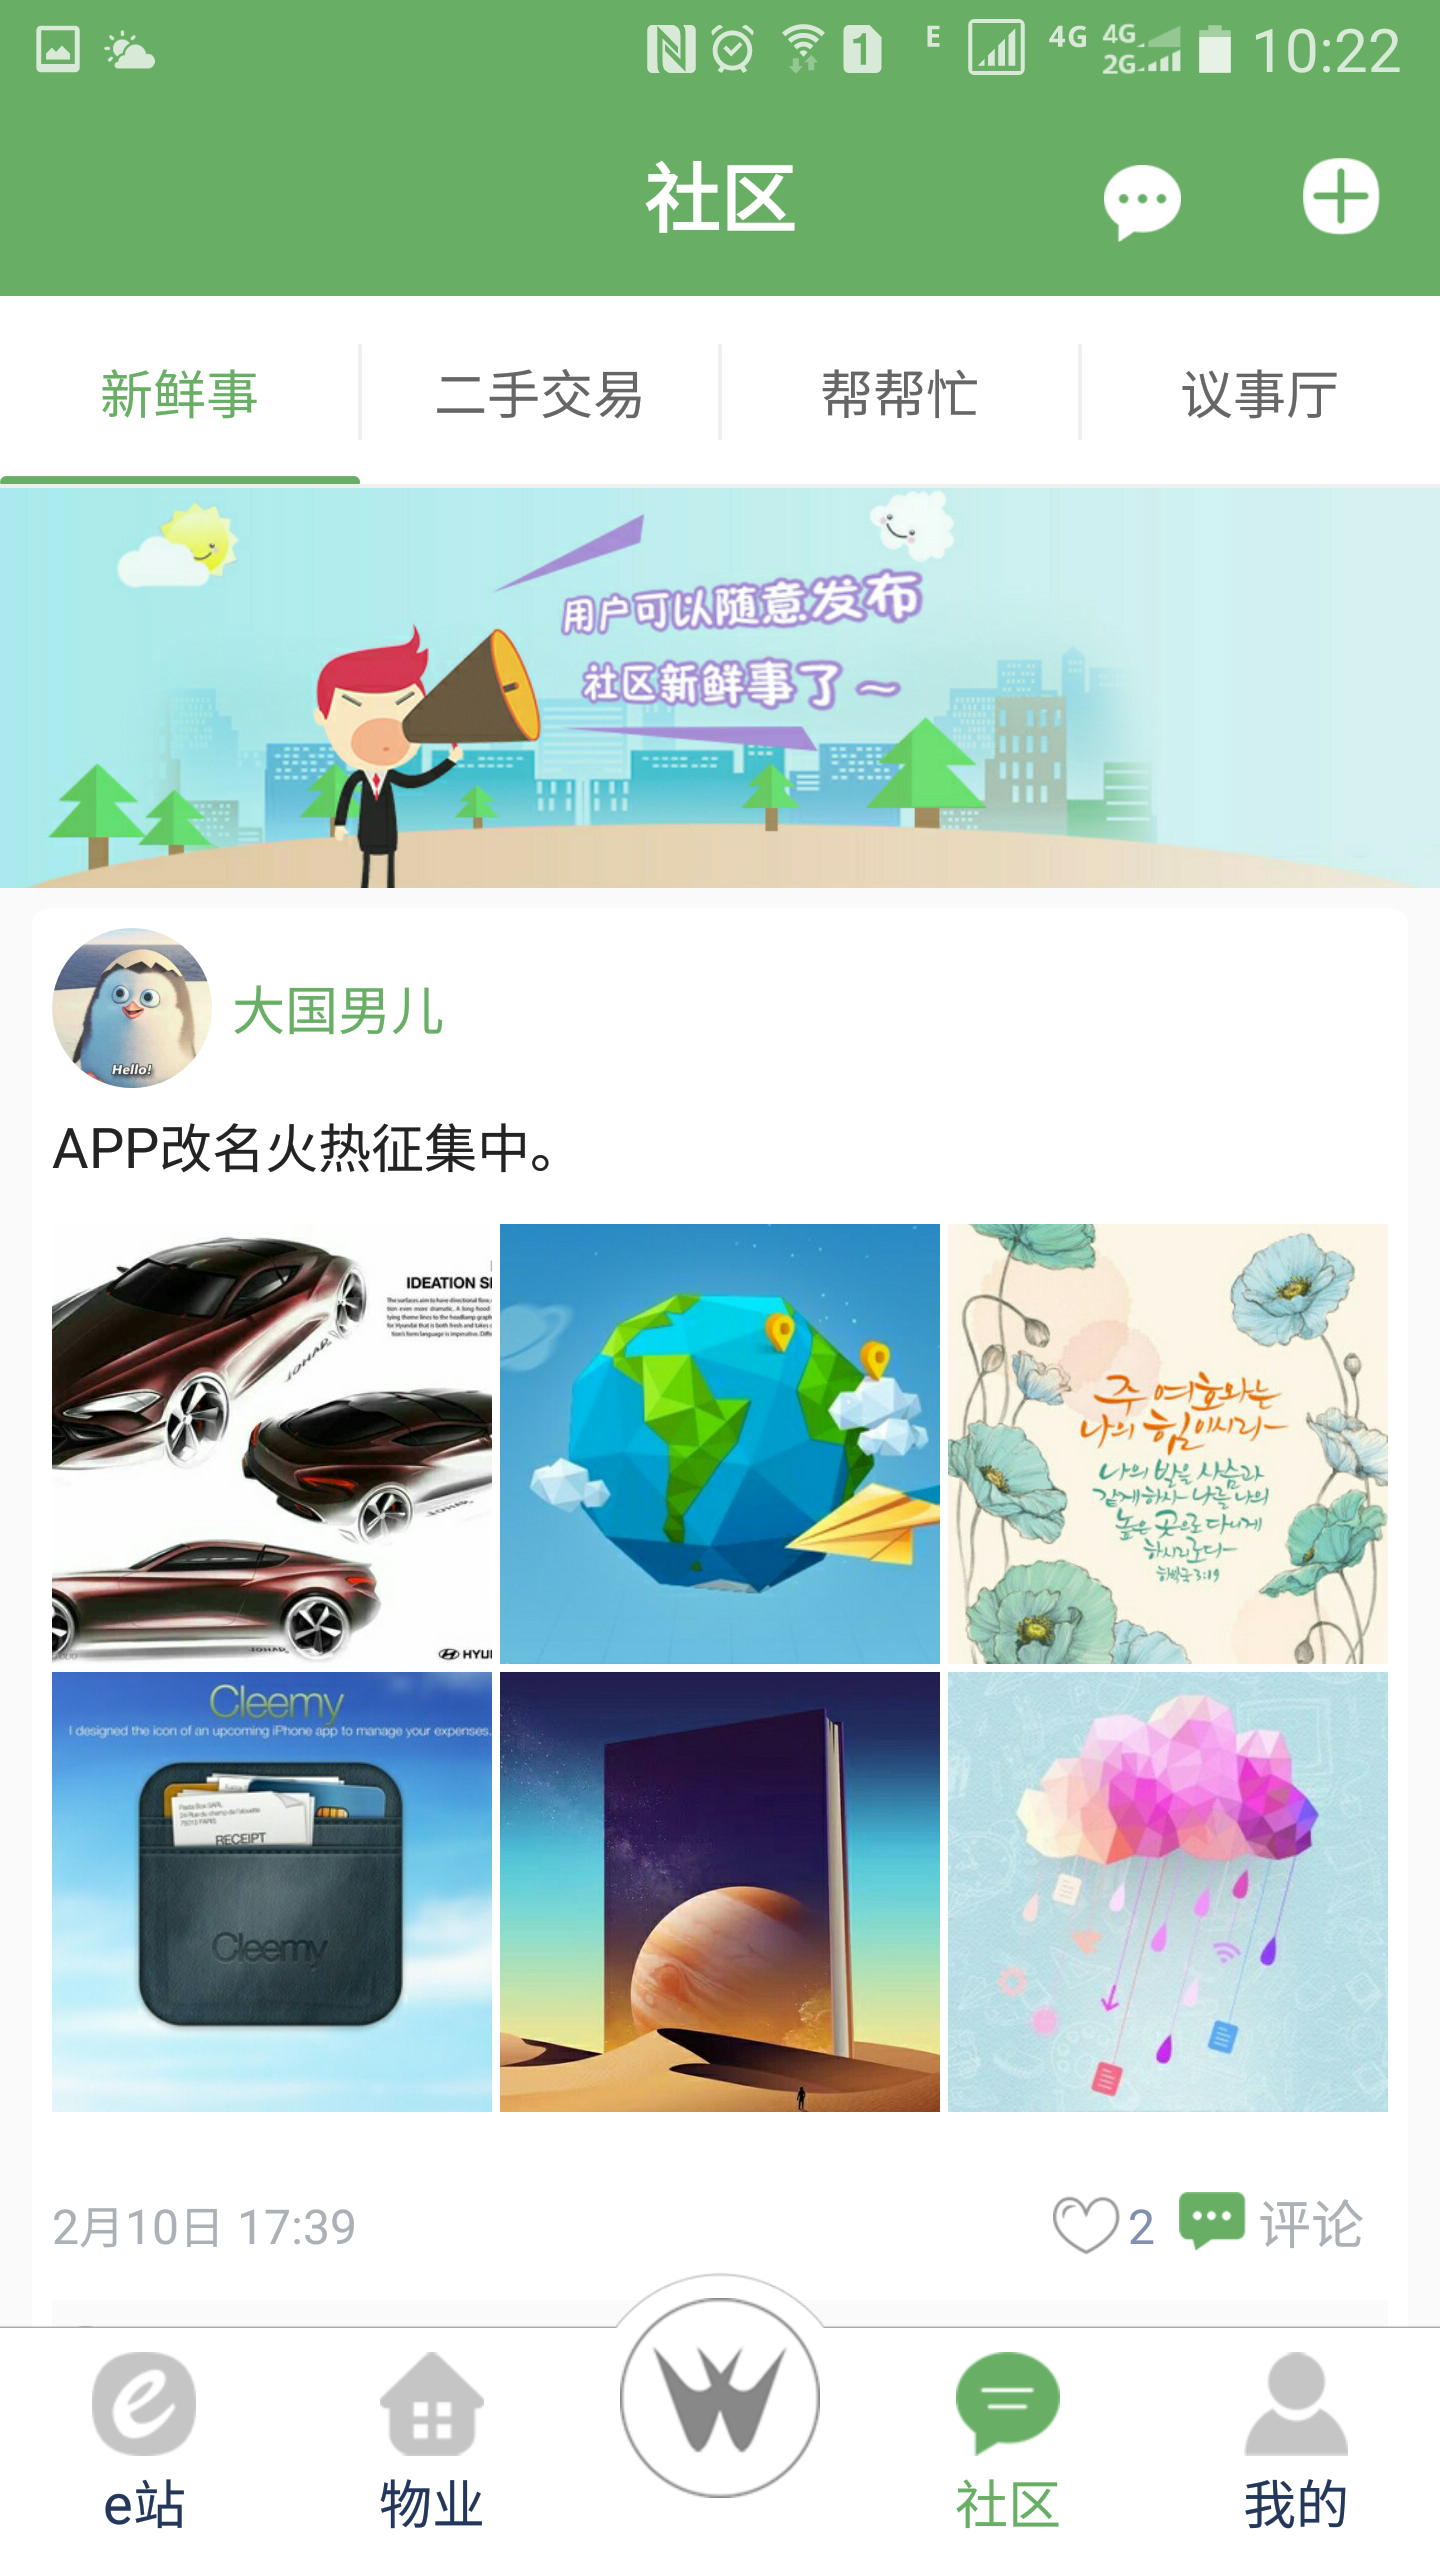 E
4G
4G
2G
1
10:22
社区
新鲜事
二手交易
帮帮忙
议事厅
用户可以随意发布
社区新鲜事了~
大国男儿
Hello!
APP改名火热征集中。
IDEATION
HYU
주 여호와는
나의 힘이시라
나의 발을 사슴과
같게하사 나를 나의
높은 곳으로 다니게
하시리로다
하박국 3:19
Cleemy
I designed the icon of an upcoming iPhone app to manage your expenses.
RECEIPT
Cleemy
2月10日 17:39
2
评论
e站
物业
社区
我的